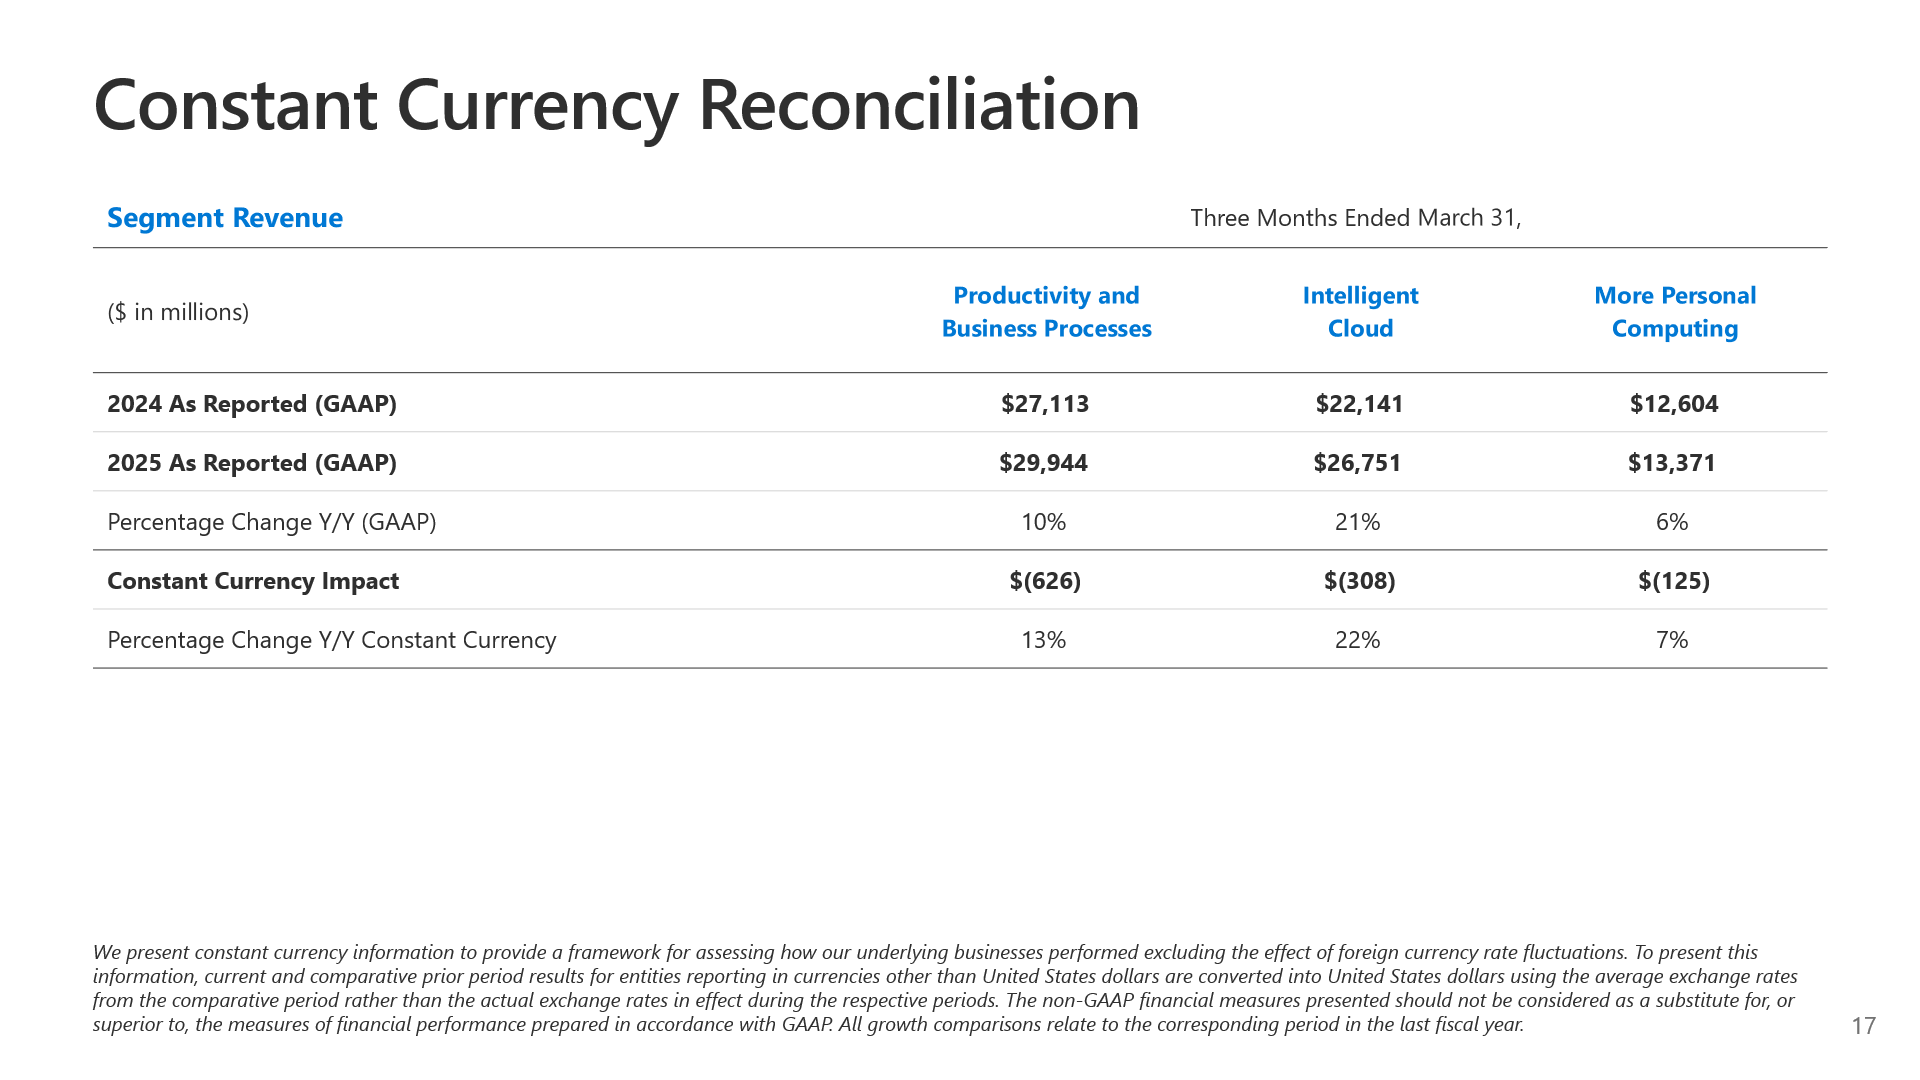 Constant Currency Reconciliation
Segment Revenue Three Months Ended March 31,
($ in millions) Productivity and Business Processes Intelligent Cloud More Personal Computing
2024 As Reported (GAAP) $27,113 $22,141 $12,604
2025 As Reported (GAAP) $29,944 $26,751 $13,371
Percentage Change Y/Y (GAAP) 10% 21% 6%
Constant Currency Impact $(626) $(308) $(125)
Percentage Change Y/Y Constant Currency 13% 22% 7%
We present constant currency information to provide a framework for assessing how our underlying businesses performed excluding the effect of foreign currency rate fluctuations. To present this
information, current and comparative prior period results for entities reporting in currencies other than United States dollars are converted into United States dollars using the average exchange rates
from the comparative period rather than the actual exchange rates in effect during the respective periods. The non-GAAP financial measures presented should not be considered as a substitute for, or
superior to, the measures of financial performance prepared in accordance with GAAP. All growth comparisons relate to the corresponding period in the last fiscal year.
17